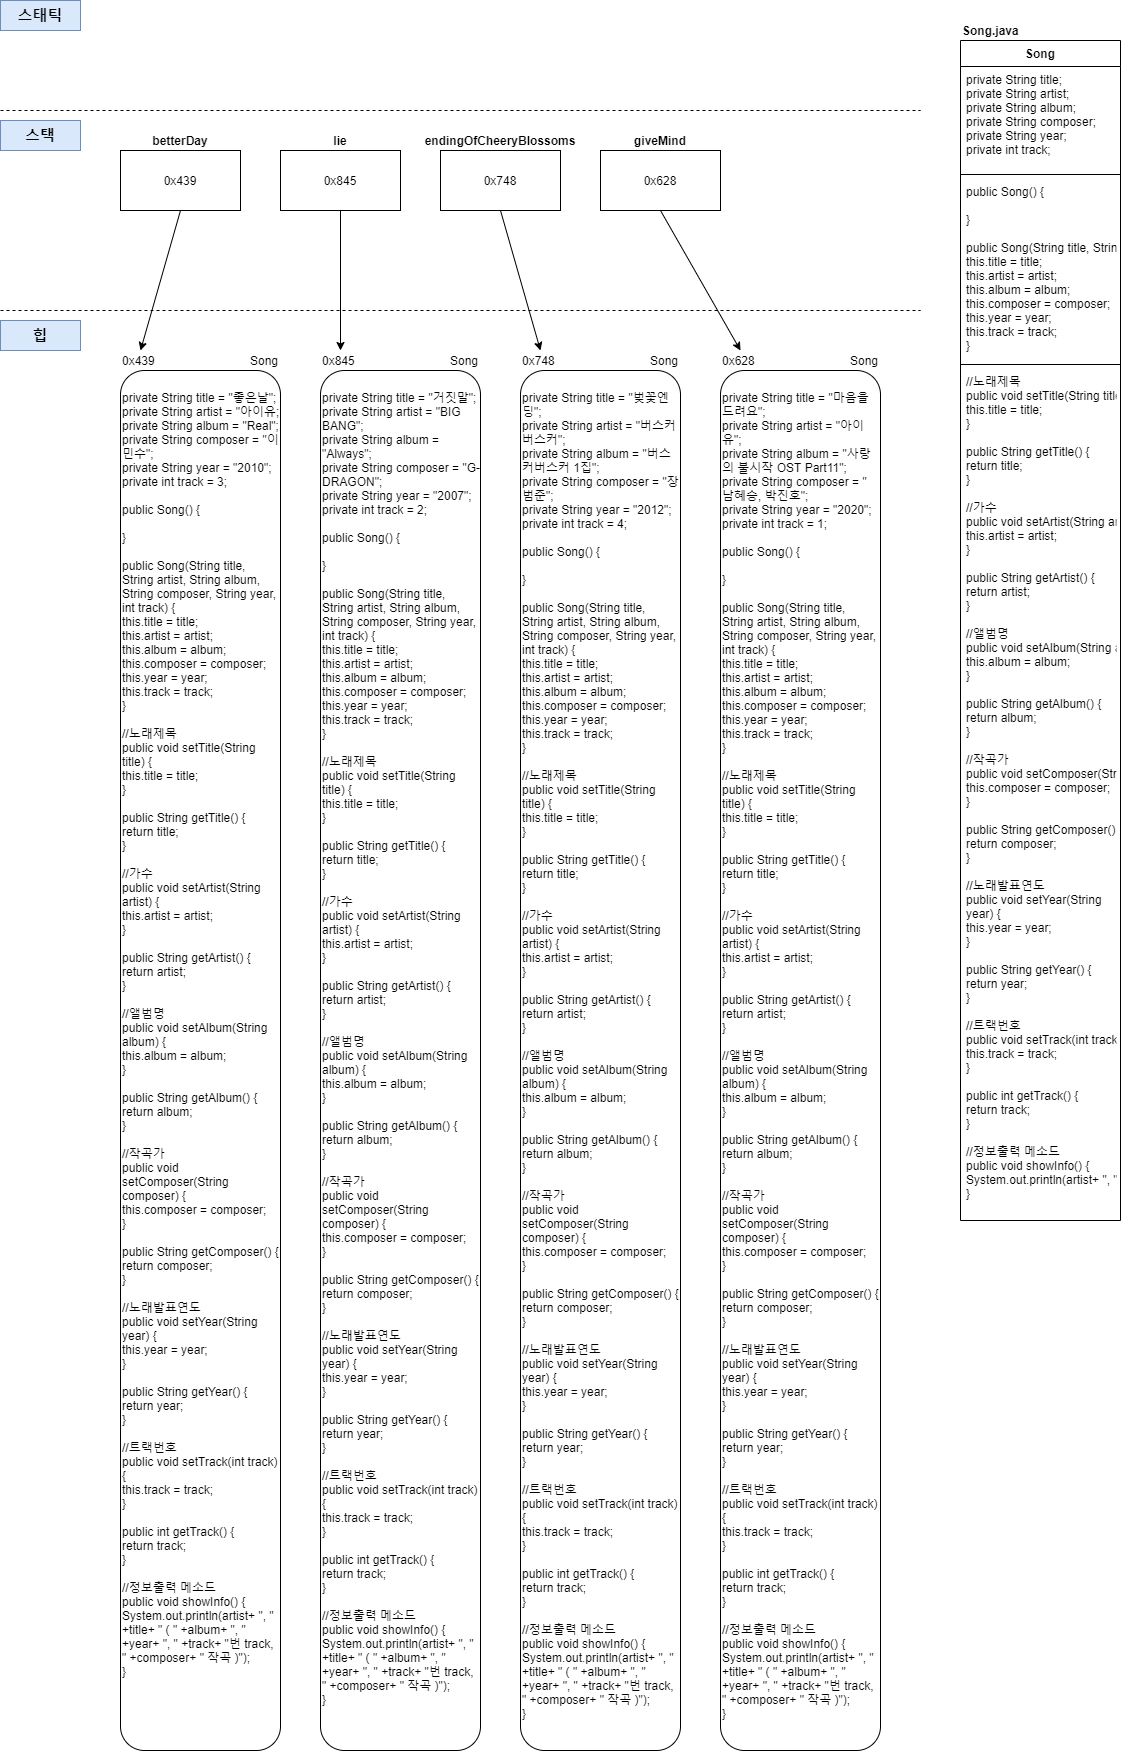 스태틱
스택
betterDay
0x439
lie
0x845
endingOfCheeryBlossoms
0x748
giveMind
0x628
힙
0x439
Song
private String title = "좋은날";
private String artist = "아이유;
private String album = "Real";
private String composer = "이
민수";
private String year = "2010";
private int track = 3;
public Song() {
}
public Song(String title,
String artist, String album,
String composer, String year,
int track) {
this.title = title;
this.artist = artist;
this.album = album;
this.composer = composer;
this.year = year;
this.track = track;
}
//노래제목
public void setTitle(String
title) {
this.title = title;
}
public String getTitle() {
return title;
}
//가수
public void setArtist(String
artist) {
this.artist = artist;
}
public String getArtist() {
return artist;
}
//앨범명
public void setAlbum(String
album) {
this.album = album;
}
public String getAlbum() {
return album;
}
//작곡가
public void
setComposer(String
composer) {
this.composer = composer;
}
public String getComposer() {
return composer;
}
//노래발표연도
public void setYear(String
year) {
this.year = year;
}
public String getYear() {
return year;
}
//트랙번호
public void setTrack(int track)
{
this.track = track;
}
public int getTrack() {
return track;
}
//정보출력 메소드
public void showInfo() {
System.out.println(artist+ ", "
+title+ " ( " +album+ ", "
+year+ ", " +track+ "번 track,
" +composer+ " 작곡 )");
}
0x845
Song
private String title = "거짓말";
private String artist = "BIG
BANG";
private String album =
"Always";
private String composer = "G-
DRAGON";
private String year = "2007";
private int track = 2;
public Song() {
}
public Song(String title,
String artist, String album,
String composer, String year,
int track) {
this.title = title;
this.artist = artist;
this.album = album;
this.composer = composer;
this.year = year;
this.track = track;
}
//노래제목
public void setTitle(String
title) {
this.title = title;
}
public String getTitle() {
return title;
}
//가수
public void setArtist(String
artist) {
this.artist = artist;
}
public String getArtist() {
return artist;
}
//앨범명
public void setAlbum(String
album) {
this.album = album;
}
public String getAlbum() {
return album;
}
//작곡가
public void
setComposer(String
composer) {
this.composer = composer;
}
public String getComposer() {
return composer;
}
//노래발표연도
public void setYear(String
year) {
this.year = year;
}
public String getYear() {
return year;
}
//트랙번호
public void setTrack(int track)
{
this.track = track;
}
public int getTrack() {
return track;
}
//정보출력 메소드
public void showInfo() {
System.out.println(artist+ ", "
+title+ " ( " +album+ ", "
+year+ ", " +track+ "번 track,
" +composer+ " 작곡 )");
}
0x748
Song
private String title = "벚꽃엔
딩";
private String artist = "버스커
버스커";
private String album = "버스
커버스커 1집";
private String composer = "장
범준";
private String year = "2012";
private int track = 4;
public Song() {
}
public Song(String title,
String artist, String album,
String composer, String year,
int track) {
this.title = title;
this.artist = artist;
this.album = album;
this.composer = composer;
this.year = year;
this.track = track;
}
//노래제목
public void setTitle(String
title) {
this.title = title;
}
public String getTitle() {
return title;
}
//가수
public void setArtist(String
artist) {
this.artist = artist;
}
public String getArtist() {
return artist;
}
//앨범명
public void setAlbum(String
album) {
this.album = album;
}
public String getAlbum() {
return album;
}
//작곡가
public void
setComposer(String
composer) {
this.composer = composer;
}
public String getComposer() {
return composer;
}
//노래발표연도
public void setYear(String
year) {
this.year = year;
}
public String getYear() {
return year;
}
//트랙번호
public void setTrack(int track)
{
this.track = track;
}
public int getTrack() {
return track;
}
//정보출력 메소드
public void showInfo() {
System.out.println(artist+ ", "
+title+ " ( " +album+ ", "
+year+ ", " +track+ "번 track,
" +composer+ " 작곡 )");
}
0x628
Song
private String title = "마음을
드려요";
private String artist = "아이
유";
private String album = "사랑
의 불시작 OST Part11";
private String composer = "
남혜승, 박진호";
private String year = "2020";
private int track = 1;
public Song() {
}
public Song(String title,
String artist, String album,
String composer, String year,
int track) {
this.title = title;
this.artist = artist;
this.album = album;
this.composer = composer;
this.year = year;
this.track = track;
}
//노래제목
public void setTitle(String
title) {
this.title = title;
}
public String getTitle() {
return title;
}
//가수
public void setArtist(String
artist) {
this.artist = artist;
}
public String getArtist() {
return artist;
}
//앨범명
public void setAlbum(String
album) {
this.album = album;
}
public String getAlbum() {
return album;
}
//작곡가
public void
setComposer(String
composer) {
this.composer = composer;
}
public String getComposer() {
return composer;
}
//노래발표연도
public void setYear(String
year) {
this.year = year;
}
public String getYear() {
return year;
}
//트랙번호
public void setTrack(int track)
{
this.track = track;
}
public int getTrack() {
return track;
}
//정보출력 메소드
public void showInfo() {
System.out.println(artist+ ", "
+title+ " ( " +album+ ", "
+year+ ", " +track+ "번 track,
" +composer+ " 작곡 )");
}
Song.java
Song
private String title;
private String artist;
private String album;
private String composer;
private String year;
private int track;
public Song() {
}
public Song(String title, Strin
this.title = title;
this.artist = artist;
this.album = album;
this.composer = composer;
this.year = year;
this.track = track;
}
//노래제목
public void setTitle(String titl
this.title = title;
}
public String getTitle() {
return title;
}
//가수
public void setArtist(String a
this.artist = artist;
}
public String getArtist() {
return artist;
}
//앨범명
public void setAlbum(String
this.album = album;
}
public String getAlbum() {
return album;
}
//작곡가
public void setComposer(Str
this.composer = composer;
}
public String getComposer()
return composer;
}
//노래발표연도
public void setYear(String
year) {
this.year = year;
}
public String getYear() {
return year;
}
//트랙번호
public void setTrack(int track
this.track = track;
}
public int getTrack() {
return track;
}
//정보출력 메소드
public void showInfo() {
System.out.println(artist+ ", "
}